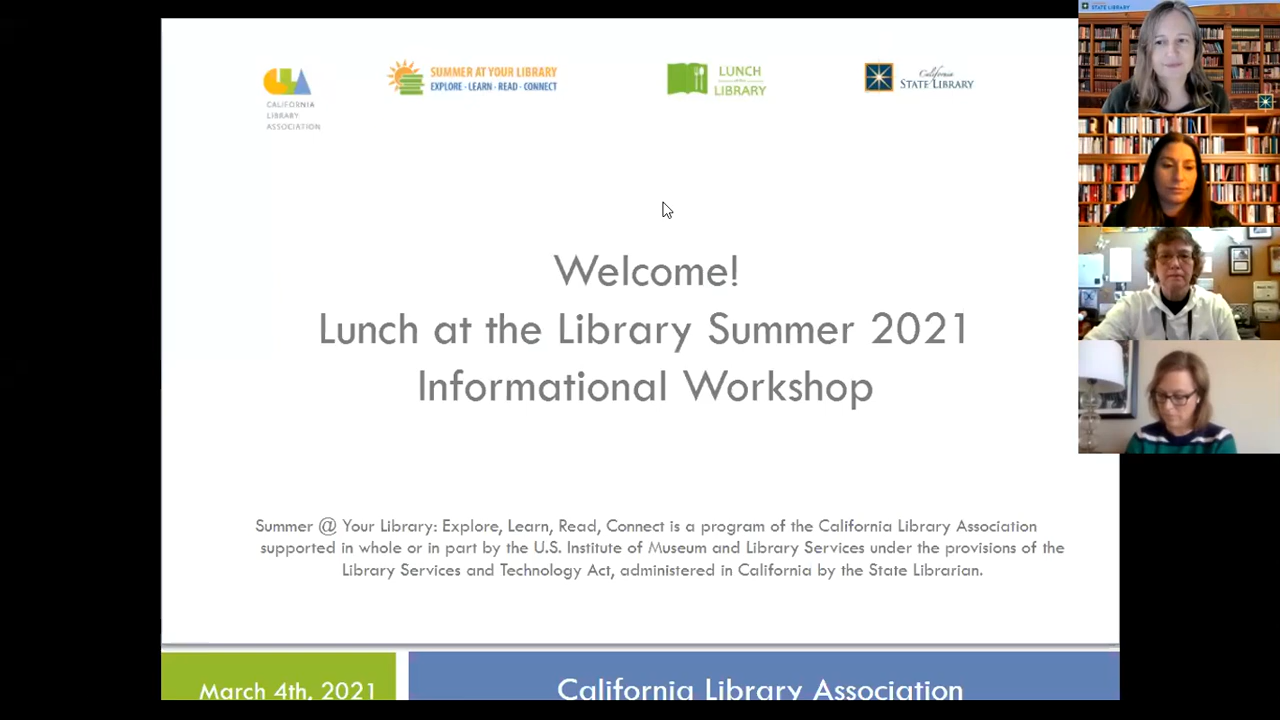 STATE LIBRARY
CALIFORNIA
LIBRARY
ASSOCIATION
SUMMER AT YOUR LIBRARY
EXPLORE · LEARN · READ · CONNECT
LUNCH
LIBRARY
California
STATE LIBRARY
Welcome!
Lunch at the Library Summer 2021
Informational Workshop
Summer @ Your Library: Explore, Learn, Read, Connect is a program of the California Library Association
supported in whole or in part by the U.S. Institute of Museum and Library Services under the provisions of the
Library Services and Technology Act, administered in California by the State Librarian.
March 4th, 2021
California Library Association